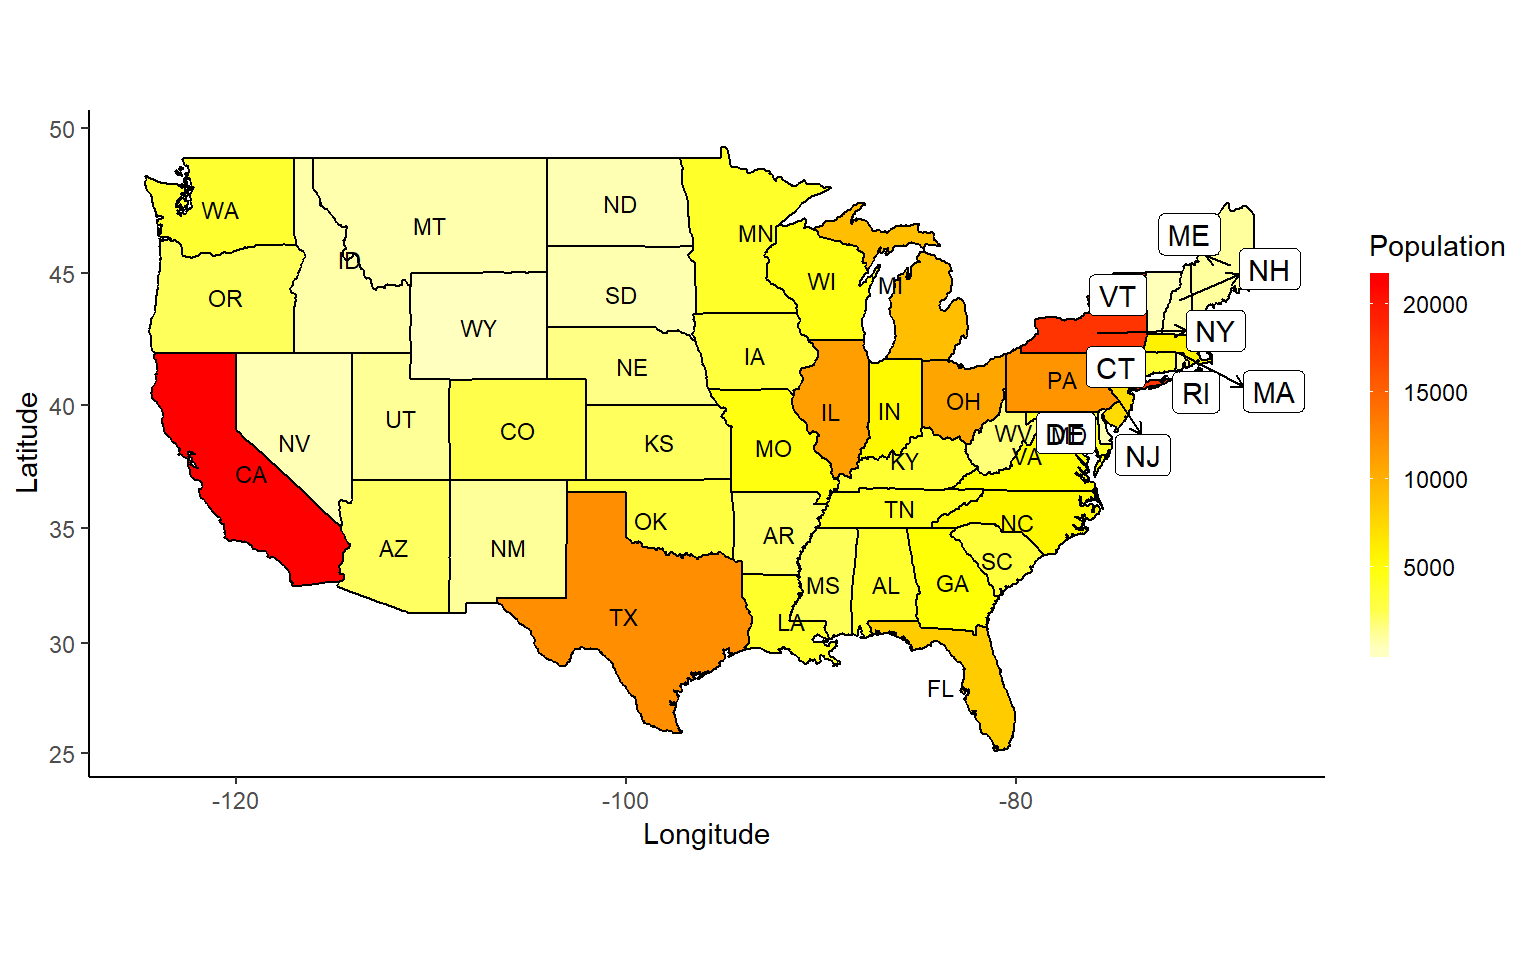 50
45
40
35
30
25
Latitude
-120
-100
-80
Longitude
Population
20000
15000
10000
5000
WA
MT
ND
MN
ME
ID
OR
SD
WI
MI
VT
NH
WY
NY
IA
NE
CT
PA
RI
MA
UT
CO
NV
KS
IL
IN
OH
MO
WV
DE
MD
VA
NJ
CA
KY
AZ
NM
OK
AR
TN
NC
SC
TX
LA
MS
AL
GA
FL